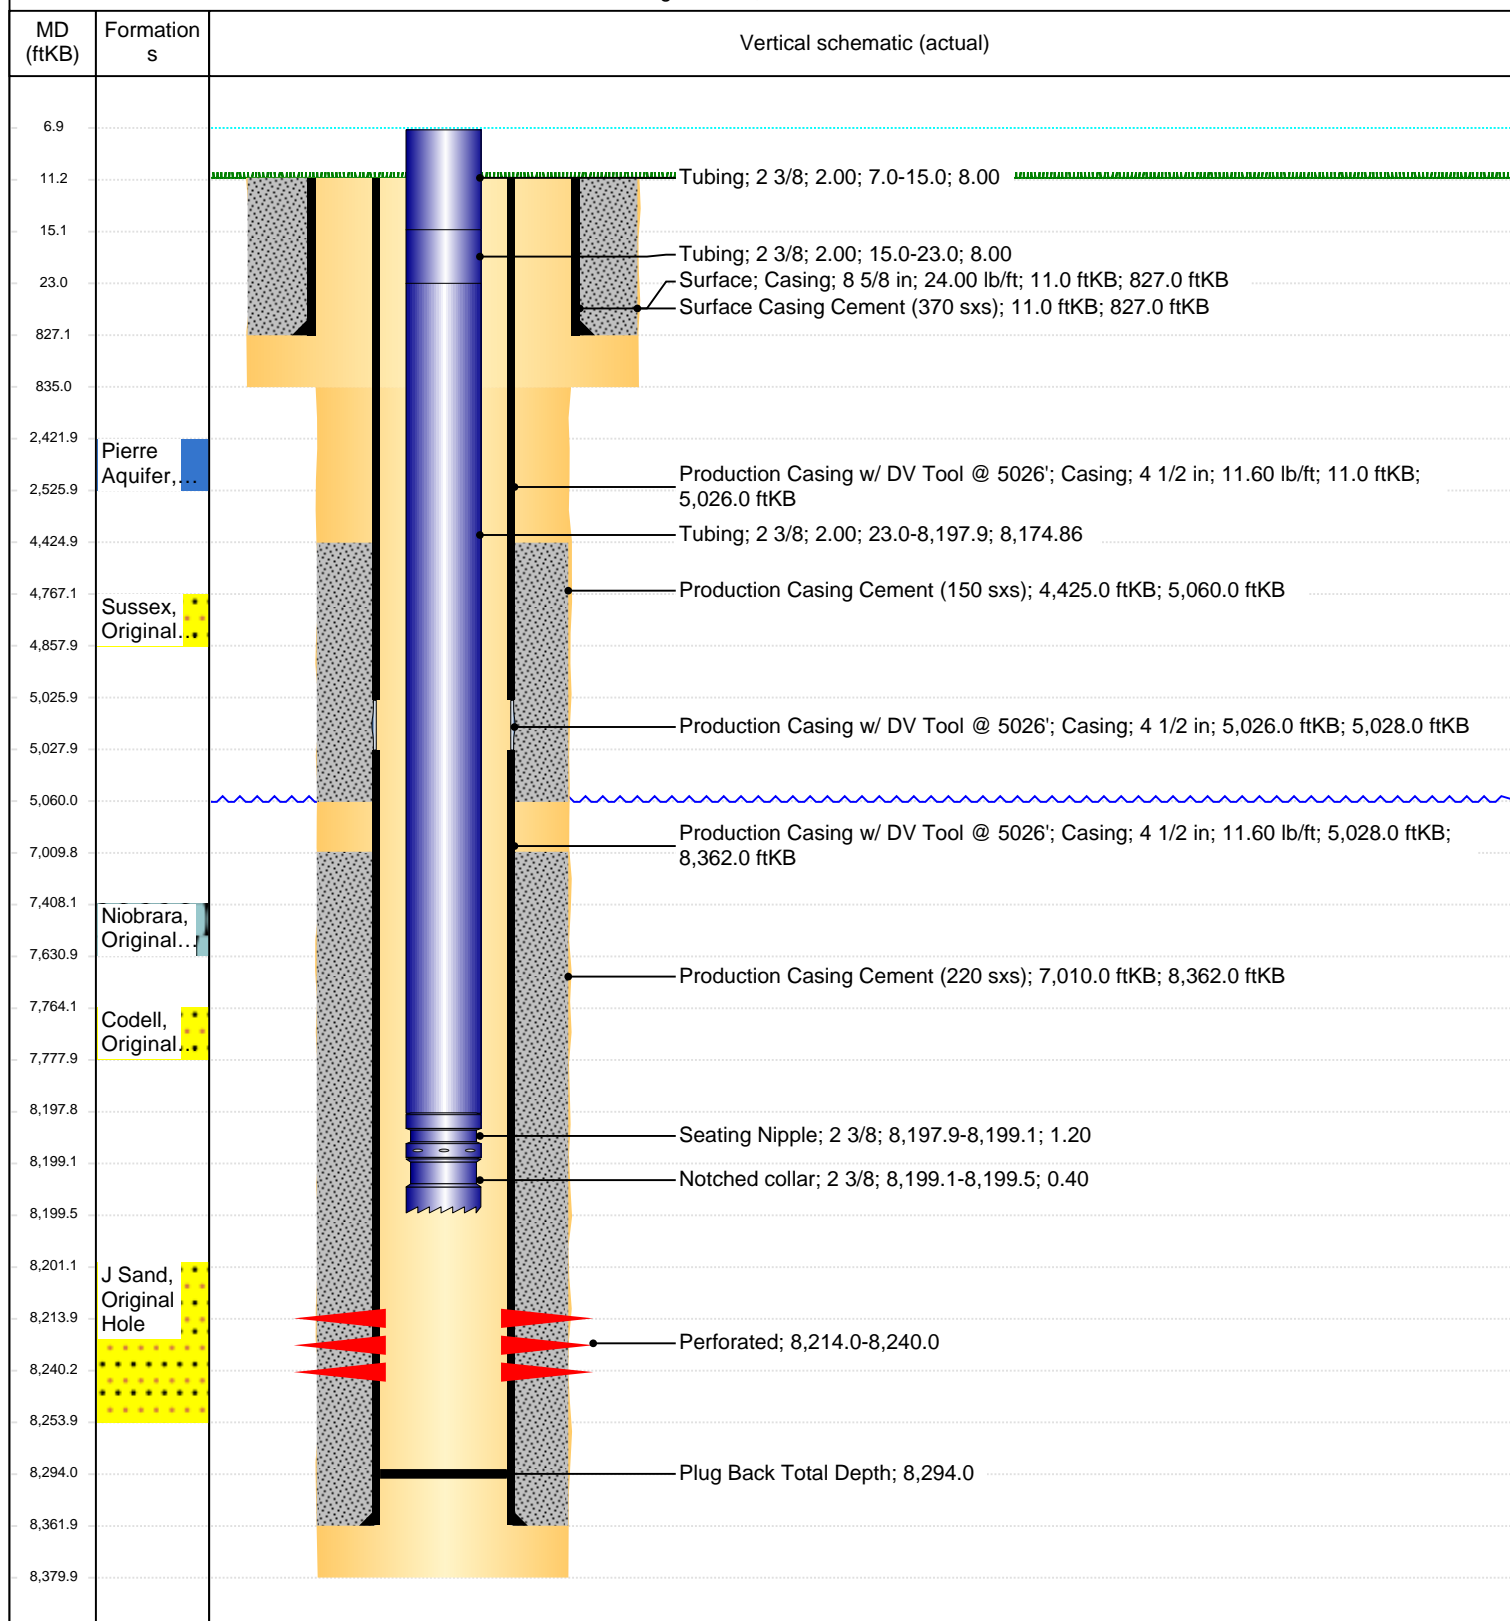 MD
(ftKB)
Formation
s
Vertical schematic (actual)
6.9
11.2
Tubing; 2 3/8; 2.00; 7.0-15.0; 8.00
15.1
Tubing; 2 3/8; 2.00; 15.0-23.0; 8.00
23.0
Surface; Casing; 8 5/8 in; 24.00 lb/ft; 11.0 ftKB; 827.0 ftKB
Surface Casing Cement (370 sxs); 11.0 ftKB; 827.0 ftKB
827.1
835.0
2,421.9
Pierre
Aquifer,...
Production Casing w/ DV Tool @ 5026'; Casing; 4 1/2 in; 11.60 lb/ft; 11.0 ftKB;
5,026.0 ftKB
2,525.9
Tubing; 2 3/8; 2.00; 23.0-8,197.9; 8,174.86
4,424.9
Production Casing Cement (150 sxs); 4,425.0 ftKB; 5,060.0 ftKB
4,767.1
Sussex,
Original...
4,857.9
5,025.9
Production Casing w/ DV Tool @ 5026'; Casing; 4 1/2 in; 5,026.0 ftKB; 5,028.0 ftKB
5,027.9
5,060.0
Production Casing w/ DV Tool @ 5026'; Casing; 4 1/2 in; 11.60 lb/ft; 5,028.0 ftKB;
8,362.0 ftKB
7,009.8
7,408.1
Niobrara,
Original...
7,630.9
Production Casing Cement (220 sxs); 7,010.0 ftKB; 8,362.0 ftKB
7,764.1
Codell,
Original...
7,777.9
8,197.8
Seating Nipple; 2 3/8; 8,197.9-8,199.1; 1.20
8,199.1
Notched collar; 2 3/8; 8,199.1-8,199.5; 0.40
8,199.5
8,201.1
J Sand,
Original
Hole
8,213.9
Perforated; 8,214.0-8,240.0
8,240.2
8,253.9
8,294.0
Plug Back Total Depth; 8,294.0
8,361.9
8,379.9